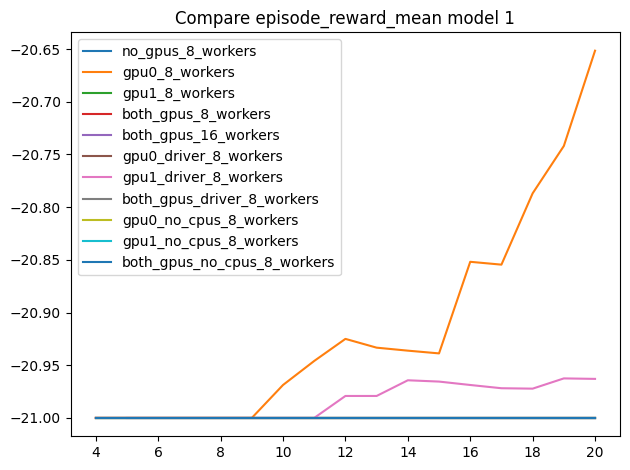 Compare episode_reward_mean model 1
−20.65
−20.70
−20.75
−20.80
−20.85
−20.90
−20.95
−21.00
no_gpus_8_workers
gpu0_8_workers
gpu1_8_workers
both_gpus_8_workers
both_gpus_16_workers
gpu0_driver_8_workers
gpu1_driver_8_workers
both_gpus_driver_8_workers
gpu0_no_cpus_8_workers
gpu1_no_cpus_8_workers
both_gpus_no_cpus_8_workers
4 6 8 10 12 14 16 18 20